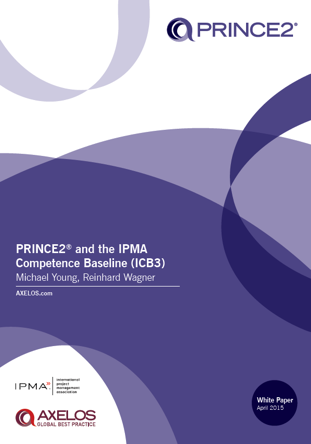 PRINCE2®
PRINCE2® and the IPMA
Competence Baseline (ICB3)
Michael Young, Reinhard Wagner
AXELOS.com
IPMA®
international
project
management
association
AXELOS
GLOBAL BEST PRACTICE
White Paper
April 2015